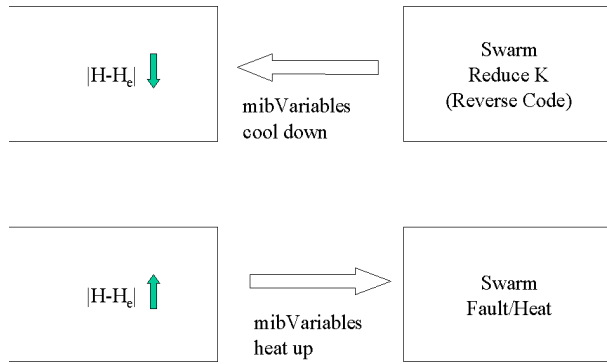 |H-He|
mibVariables
cool down
Swarm
Reduce K
(Reverse Code)
|H-He|
mibVariables
heat up
Swarm
Fault/Heat